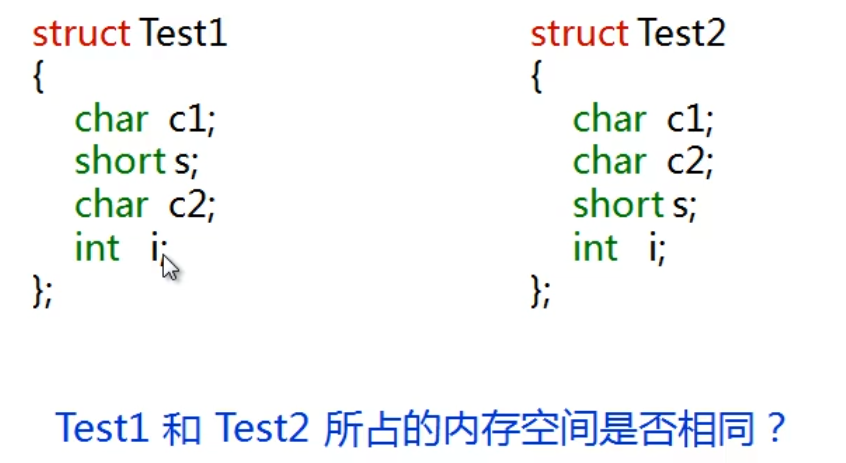 struct Test1
{
char c1;
short s;
char c2;
int i;
};
struct Test2
{
char c1;
char c2;
short s;
int i;
};
Test1 和 Test2 所占的内存空间是否相同？